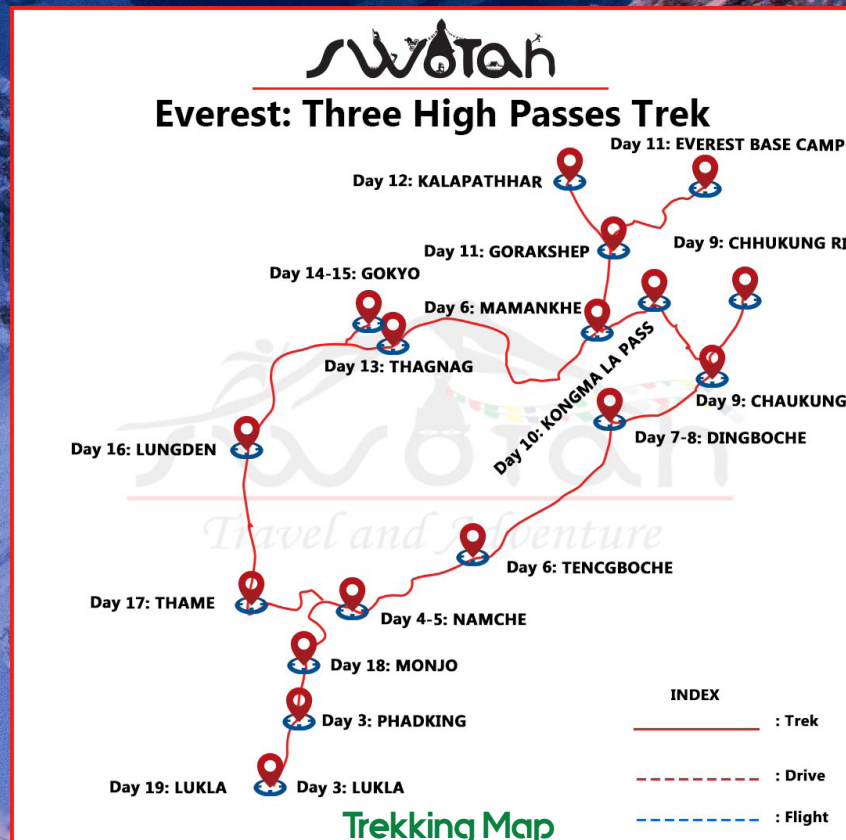 SWOTAH
Everest: Three High Passes Trek
Day 11: EVEREST BASE CAMP
Day 12: KALAPATHHAR
Day 11: GORAKSHEP
Day 9: CHHUKUNG RI
Day 14-15: GOKYO
Day 6: MAMANKHE
Day 13: THAGNAG
Day 10: KONGMA LA PASS
Day 9: CHAUKUNG
Day 7-8: DINGBOCHE
Day 16: LUNGDEN
swotah
Travel and Adventure
Day 6: TENCGBOCHE
Day 17: THAME
Day 4-5: NAMCHE
Day 18: MONJO
Day 3: PHADKING
Day 19: LUKLA
Day 3: LUKLA
INDEX
: Trek
: Drive
: Flight
Trekking Map